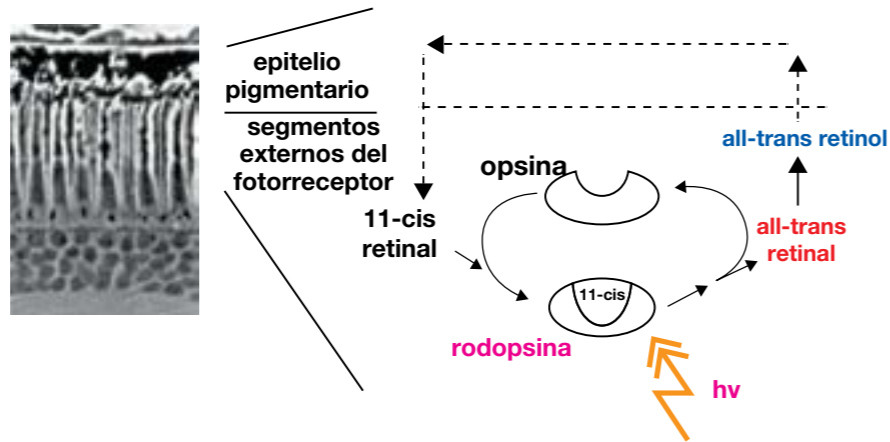 epitelio
pigmentario
segmentos
externos del
fotorreceptor
all-trans retinol
opsina
11-cis
retinal
all-trans
retinal
11-cis
rodopsina
hv